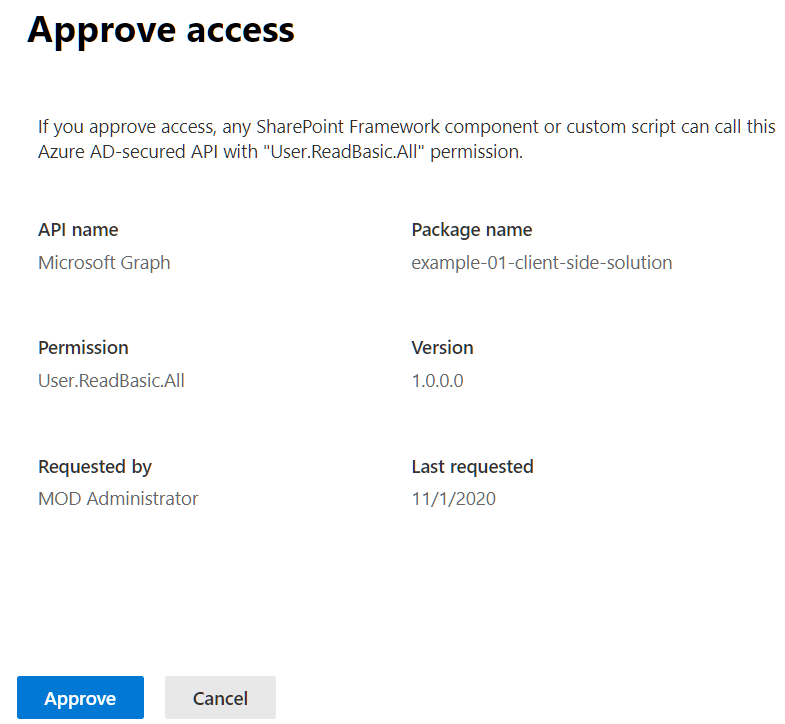 Approve access
If you approve access, any SharePoint Framework component or custom script can call this
Azure AD-secured API with "User.ReadBasic.All" permission.
API name
Package name
Microsoft Graph
example-01-client-side-solution
Permission
Version
User.ReadBasic.All
1.0.0.0
Requested by
Last requested
MOD Administrator
11/1/2020
Approve
Cancel